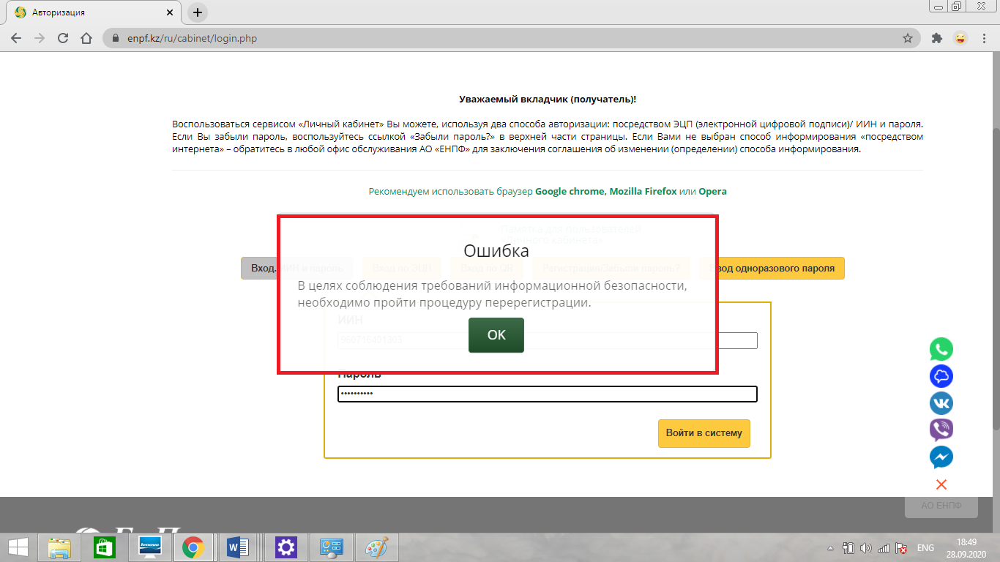 Авторизация
enpf.kz/ru/cabinet/login.php
Уважаемый вкладчик (получатель)!
Воспользоваться сервисом «Личный кабинет» Вы можете, используя два способа авторизации: посредством ЭЦП (электронной цифровой подписи)/ ИИН и пароля.
Если Вы забыли пароль, воспользуйтесь ссылкой «Забыли пароль?» в верхней части страницы. Если Вами не выбран способ информирования «посредством
интернета» – обратитесь в любой офис обслуживания АО «ЕНПФ» для заключения соглашения об изменении (определении) способа информирования.
Рекомендуем использовать браузер Google chrome, Mozilla Firefox или Opera
Памятка для пользователей
«Личного кабинета»
Ошибка
Вход. ИИН и пароль Вход по ЭЦП Вход по QR Регистрация/Забыли пароль? Ввод одноразового пароля
В целях соблюдения требований информационной безопасности,
необходимо пройти процедуру перерегистрации.
ИИН
OK
960716401303
Пароль
Войти в систему
АО ЕНПФ
lenovo
ENG
18:49
28.09.2020